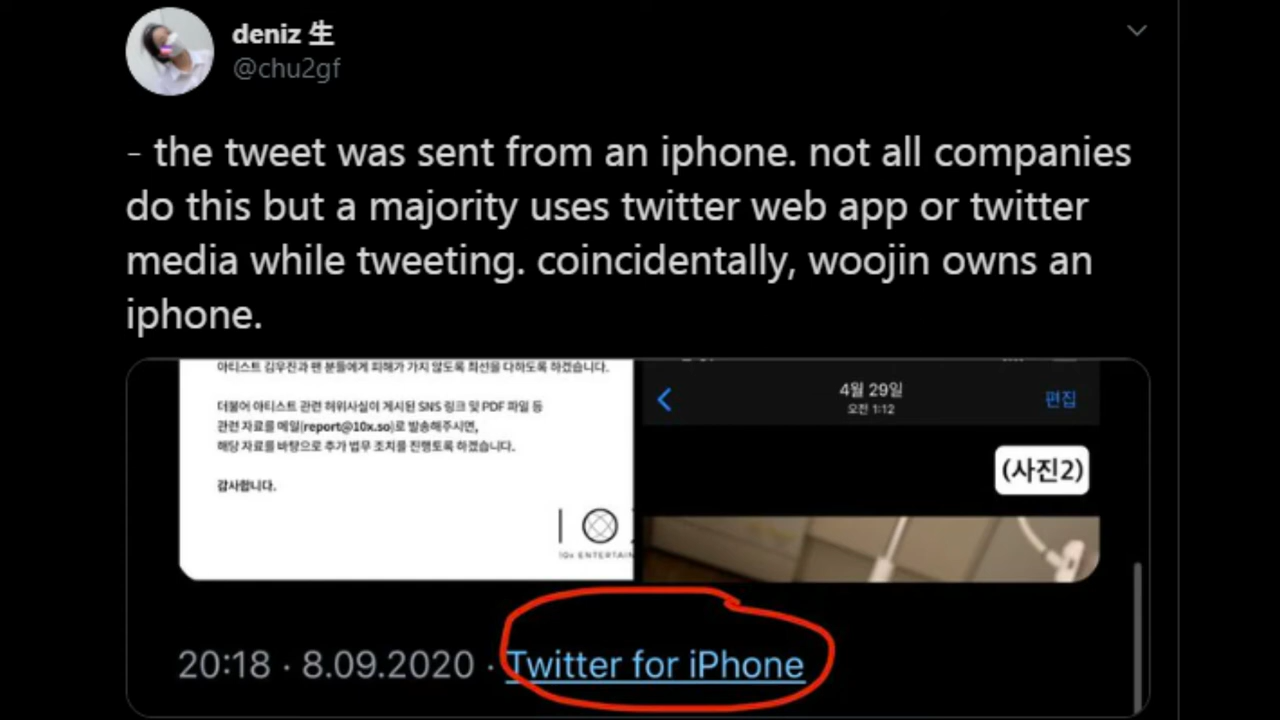 deniz 生
@chu2gf
- the tweet was sent from an iphone. not all companies
do this but a majority uses twitter web app or twitter
media while tweeting. coincidentally, woojin owns an
iphone.
아티스트 김우진과 팬 분들에게 피해가 가지 않도록 최선을 다하도록 하겠습니다.
더불어 아티스트 관련 허위사실이 게시된 SNS 링크 및 PDF 파일 등
관련 자료를 메일(report@10x.so)로 발송해주시면,
해당 자료를 바탕으로 추가 법무 조치를 진행토록 하겠습니다.
감사합니다.
10x ENTERTAIN
4월 29일
오전 1:12
편집
(사진2)
20:18 · 8.09.2020 · Twitter for iPhone